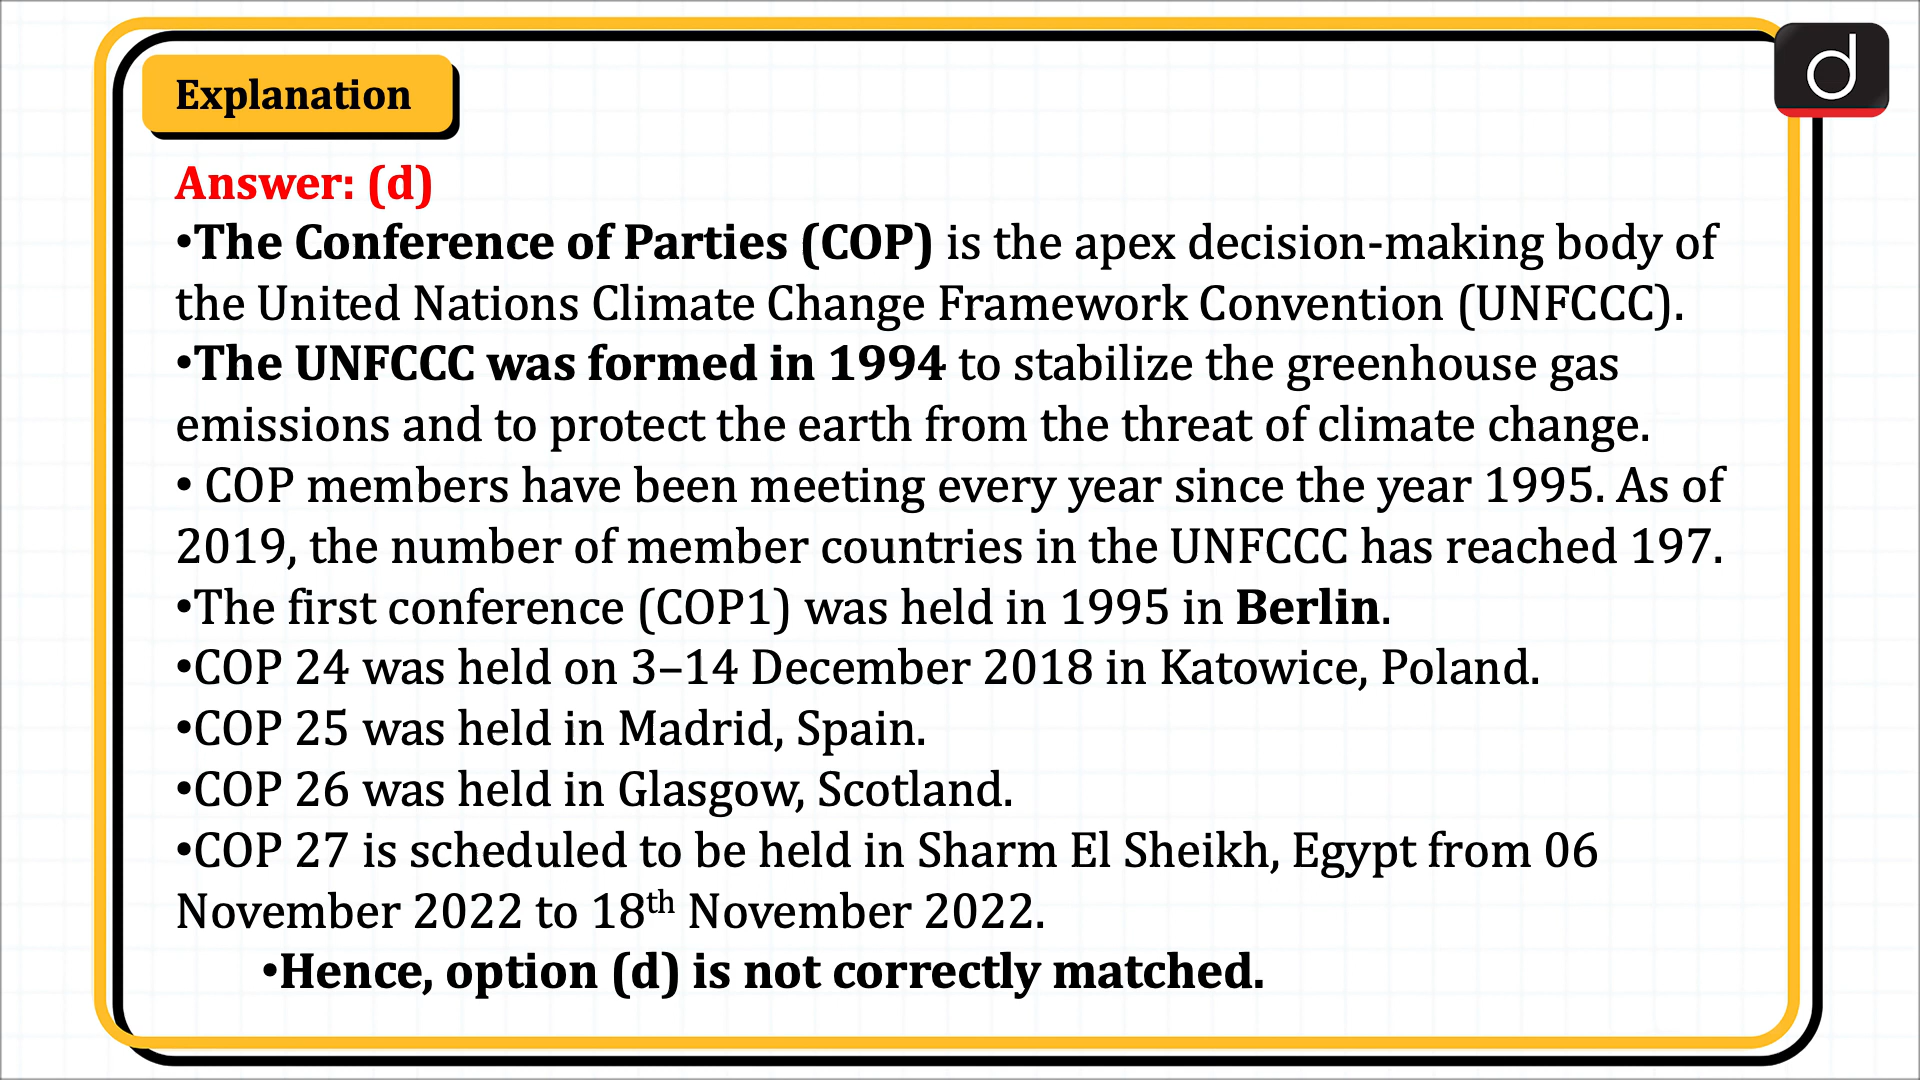 Explanation
d
Answer: (d)
•The Conference of Parties (COP) is the apex decision-making body of
the United Nations Climate Change Framework Convention (UNFCCC).
•The UNFCCC was formed in 1994 to stabilize the greenhouse gas
emissions and to protect the earth from the threat of climate change.
• COP members have been meeting every year since the year 1995. As of
2019, the number of member countries in the UNFCCC has reached 197.
•The first conference (COP1) was held in 1995 in Berlin.
•COP 24 was held on 3–14 December 2018 in Katowice, Poland.
•COP 25 was held in Madrid, Spain.
•COP 26 was held in Glasgow, Scotland.
•COP 27 is scheduled to be held in Sharm El Sheikh, Egypt from 06
November 2022 to 18th November 2022.
•Hence, option (d) is not correctly matched.